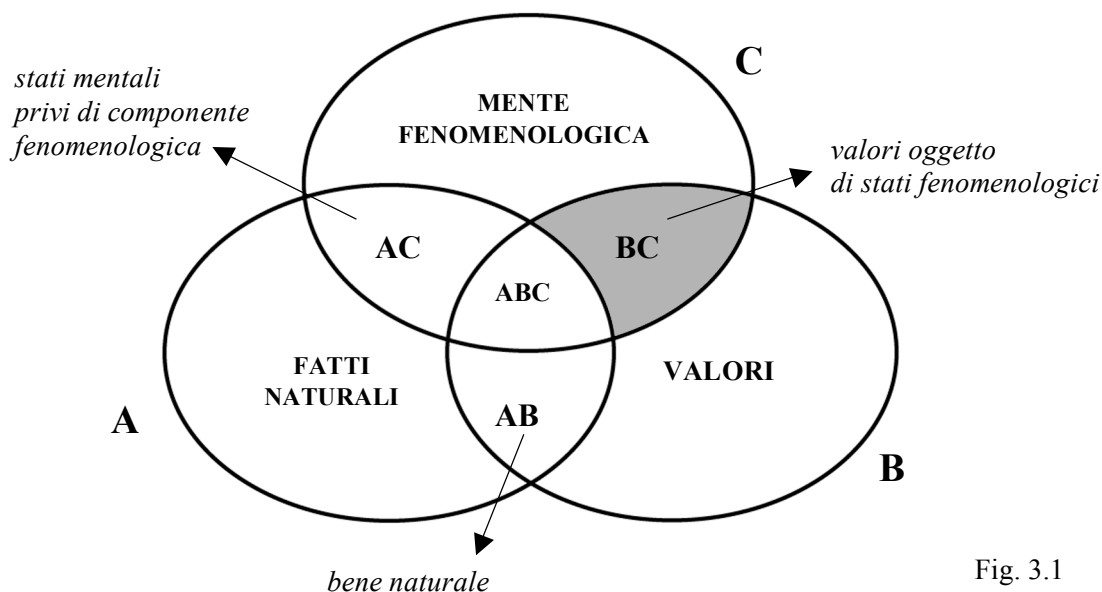 C
MENTE
FENOMENOLOGICA
stati mentali
privi di componente
fenomenologica
valori oggetto
di stati fenomenologici
AC
BC
ABC
FATTI
NATURALI
VALORI
A
AB
B
bene naturale
Fig. 3.1